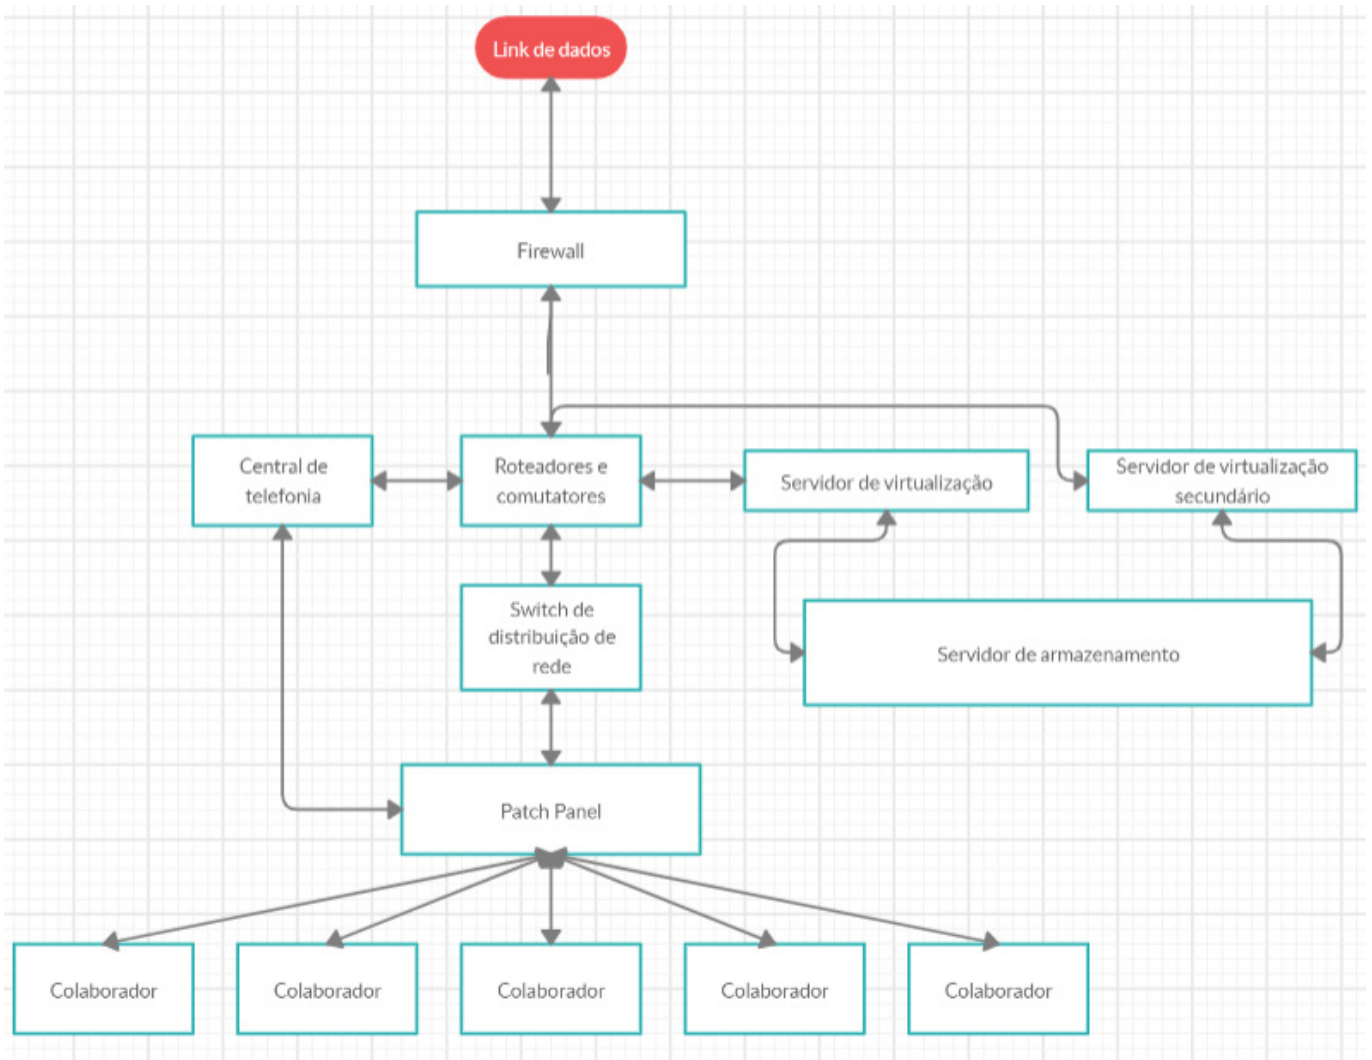 Link de dados
Firewall
Central de
telefonia
Roteadores e
comutatores
Servidor de virtualização
Servidor de virtualização
secundário
Switch de
distribuição de
rede
Servidor de armazenamento
Patch Panel
Colaborador
Colaborador
Colaborador
Colaborador
Colaborador